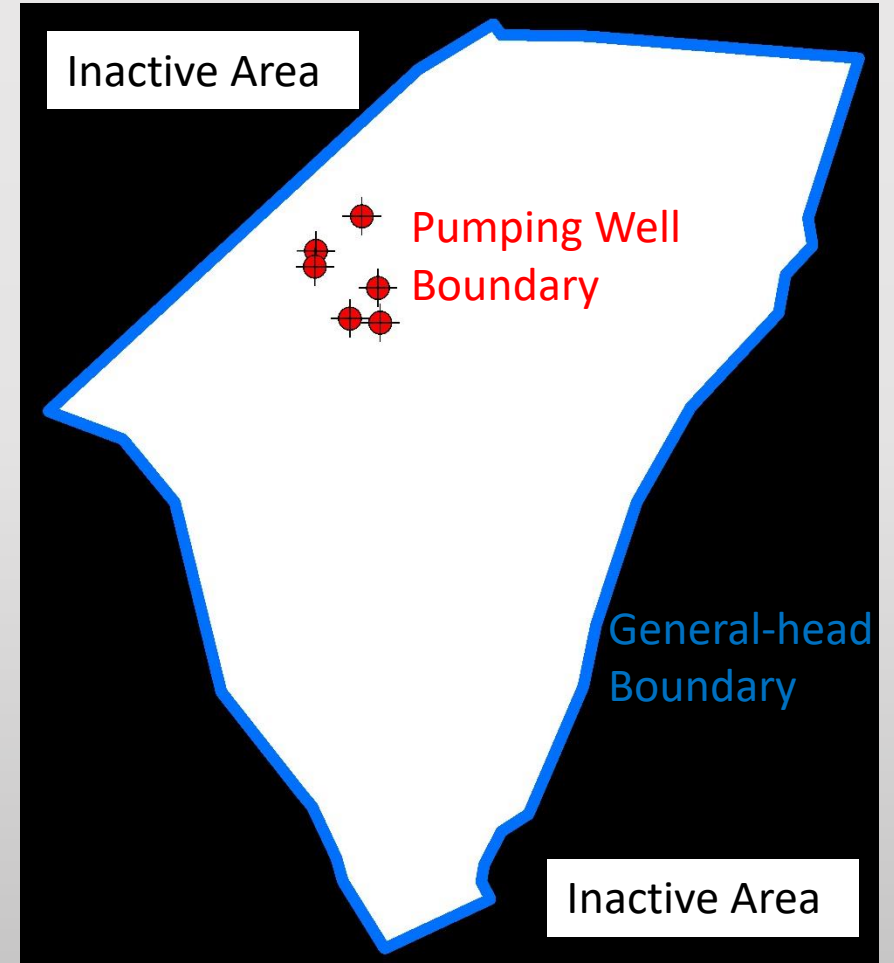 Inactive Area
Pumping Well
Boundary
General-head
Boundary
Inactive Area